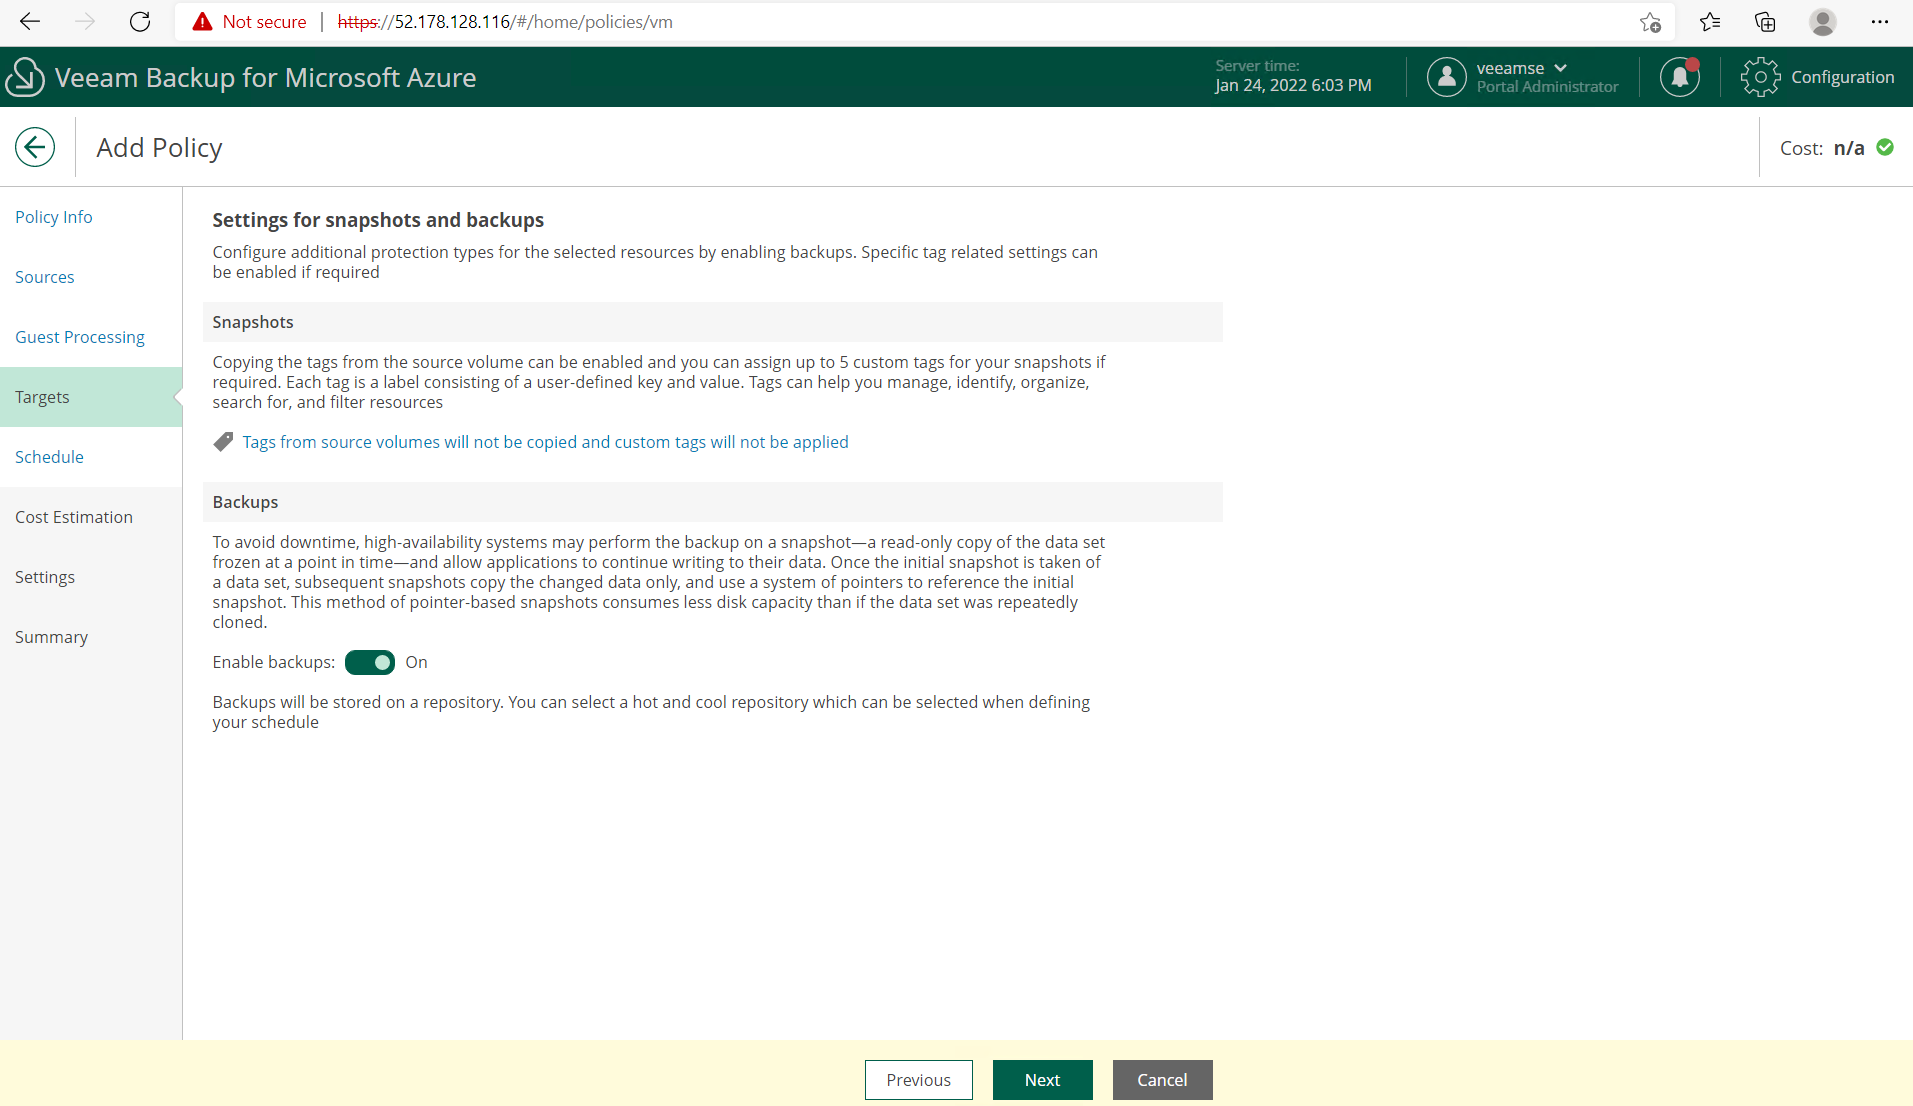 Not secure | https://52.178.128.116/#/home/policies/vm
Veeam Backup for Microsoft Azure
Server time:
Jan 24, 2022 6:03 PM
veeamse
Portal Administrator
Configuration
Add Policy
Cost: n/a
Policy Info
Sources
Guest Processing
Targets
Schedule
Cost Estimation
Settings
Summary
Settings for snapshots and backups
Configure additional protection types for the selected resources by enabling backups. Specific tag related settings can
be enabled if required
Snapshots
Copying the tags from the source volume can be enabled and you can assign up to 5 custom tags for your snapshots if
required. Each tag is a label consisting of a user-defined key and value. Tags can help you manage, identify, organize,
search for, and filter resources
Tags from source volumes will not be copied and custom tags will not be applied
Backups
To avoid downtime, high-availability systems may perform the backup on a snapshot—a read-only copy of the data set
frozen at a point in time—and allow applications to continue writing to their data. Once the initial snapshot is taken of
a data set, subsequent snapshots copy the changed data only, and use a system of pointers to reference the initial
snapshot. This method of pointer-based snapshots consumes less disk capacity than if the data set was repeatedly
cloned.
Enable backups: On
Backups will be stored on a repository. You can select a hot and cool repository which can be selected when defining
your schedule
Previous
Next
Cancel